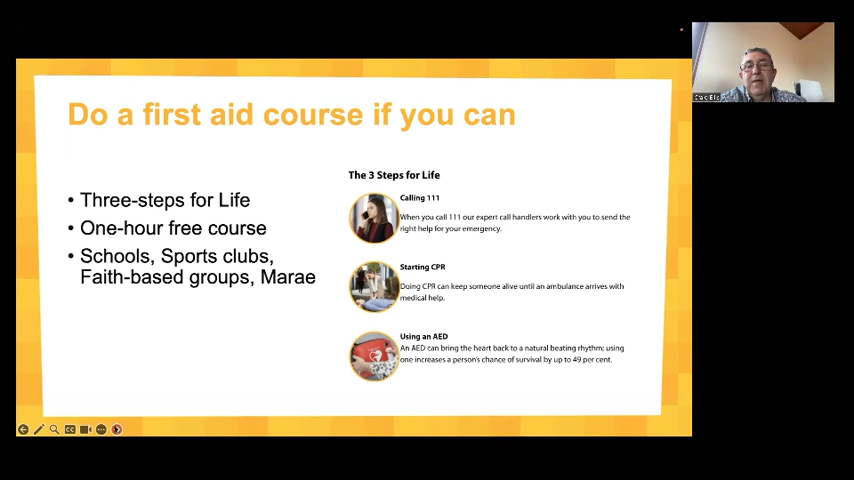 Do a first aid course if you can
• Three-steps for Life
• One-hour free course
• Schools, Sports clubs,
Faith-based groups, Marae
The 3 Steps for Life
Calling 111
When you call 111 our expert call handlers work with you to send the
right help for your emergency.
Starting CPR
Doing CPR can keep someone alive until an ambulance arrives with
medical help.
Using an AED
An AED can bring the heart back to a natural beating rhythm; using
one increases a person's chance of survival by up to 49 per cent.